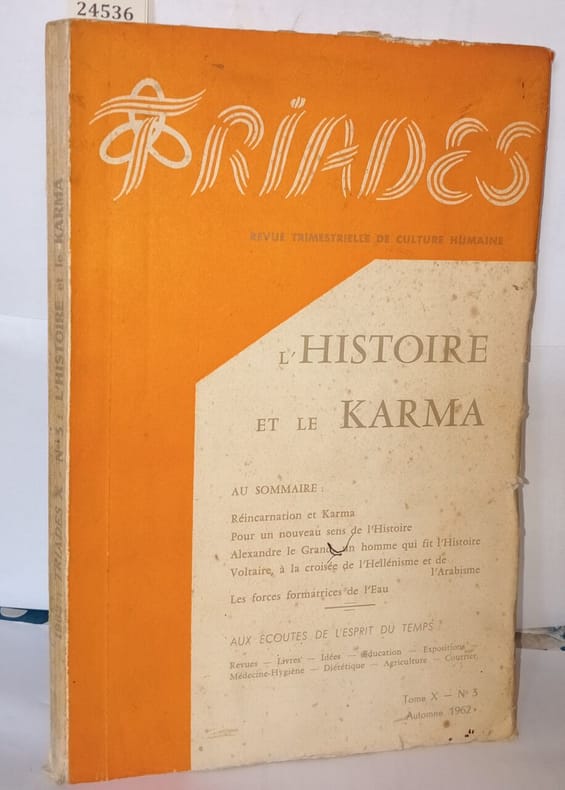 24536
TRIADES
REVUE TRIMESTRIELLE DE CULTURE HUMAINE
L'HISTOIRE
ET LE KARMA
AU SOMMAIRE :
Réincarnation et Karma
Pour un nouveau sens de l'Histoire
Alexandre le Grand un homme qui fit l'Histoire
Voltaire, à la croisée de l'Hellénisme et de
l'Arabisme
Les forces formatrices de l'Eau
AUX ÉCOUTES DE L'ESPRIT DU TEMPS :
Revues — Livres — Idées — Éducation — Expositions
Médecine-Hygiène — Diététique — Agriculture — Courrier.
Tome X — N° 3
Automne 1962
1962 TRIADES X N° 3 : L'HISTOIRE et le KARMA